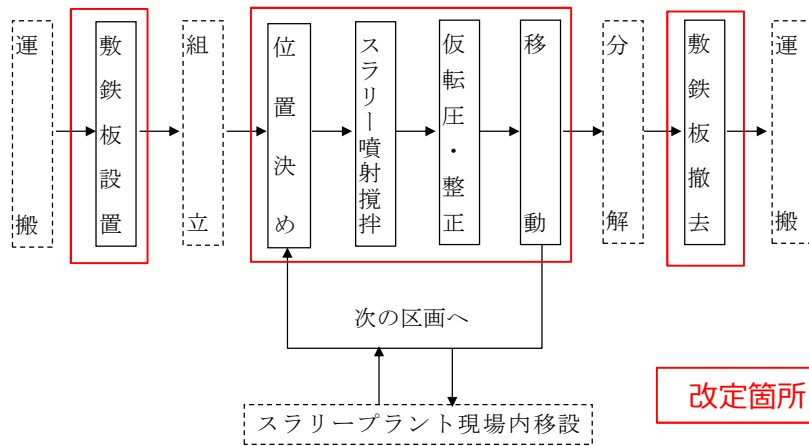 運搬
敷鉄板設置
組立
位置決め
スラリー噴射攪拌
仮転圧・整正
移動
分解
敷鉄板撤去
運搬
次の区画へ
スラリープラント現場内移設
改定箇所